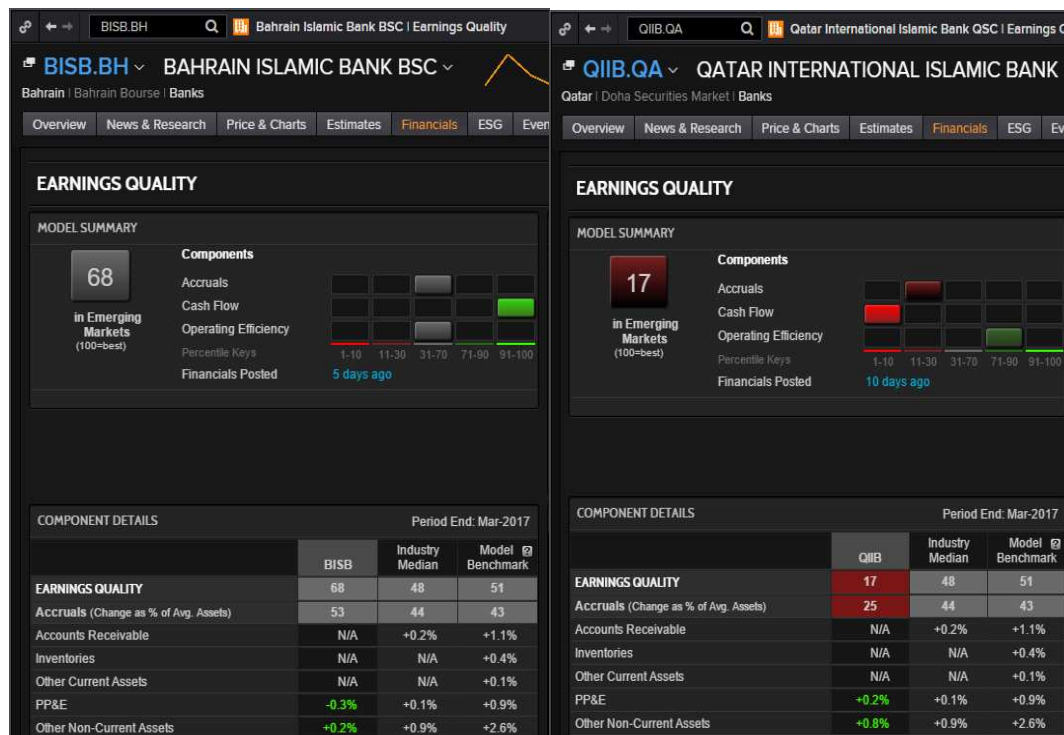 BISB.BH
Bahrain Islamic Bank BSC | Earnings Quality
BISB.BH BAHRAIN ISLAMIC BANK BSC
Bahrain | Bahrain Bourse | Banks
Overview News & Research Price & Charts Estimates Financials ESG Even
EARNINGS QUALITY
MODEL SUMMARY
68
in Emerging
Markets
(100=best)
Components
Accruals
Cash Flow
Operating Efficiency
Percentile Keys 1-10 11-30 31-70 71-90 91-100
Financials Posted 5 days ago
COMPONENT DETAILS Period End: Mar-2017
BISB Industry Median Model Benchmark
EARNINGS QUALITY 68 48 51
Accruals (Change as % of Avg. Assets) 53 44 43
Accounts Receivable N/A +0.2% +1.1%
Inventories N/A N/A +0.4%
Other Current Assets N/A N/A +0.1%
PP&E -0.3% +0.1% +0.9%
Other Non-Current Assets +0.2% +0.9% +2.6%
QIIB.QA
Qatar International Islamic Bank QSC | Earnings Q
QIIB.QA QATAR INTERNATIONAL ISLAMIC BANK
Qatar | Doha Securities Market | Banks
Overview News & Research Price & Charts Estimates Financials ESG Ev
EARNINGS QUALITY
MODEL SUMMARY
17
in Emerging
Markets
(100=best)
Components
Accruals
Cash Flow
Operating Efficiency
Percentile Keys 1-10 11-30 31-70 71-90 91-100
Financials Posted 10 days ago
COMPONENT DETAILS Period End: Mar-2017
QIIB Industry Median Model Benchmark
EARNINGS QUALITY 17 48 51
Accruals (Change as % of Avg. Assets) 25 44 43
Accounts Receivable N/A +0.2% +1.1%
Inventories N/A N/A +0.4%
Other Current Assets N/A N/A +0.1%
PP&E +0.2% +0.1% +0.9%
Other Non-Current Assets +0.8% +0.9% +2.6%